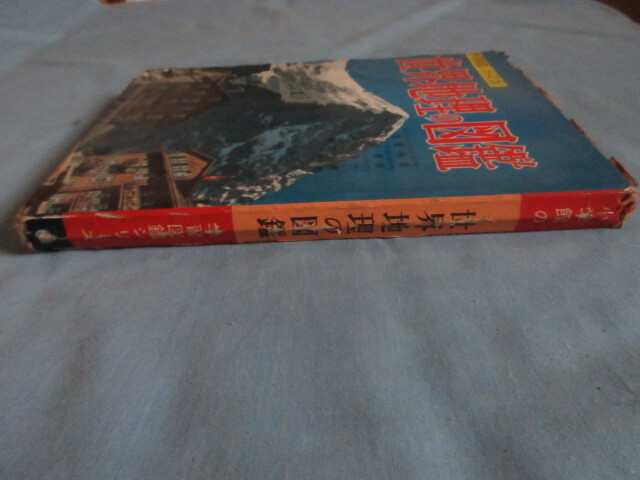 世界地理の図鑑
小学館の
世界地理の図鑑
学習図鑑シリーズ